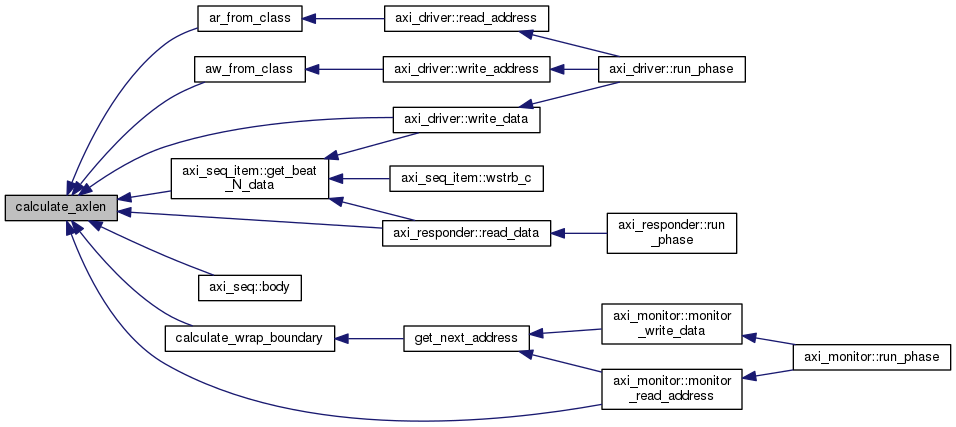 ar_from_class
axi_driver::read_address
aw_from_class
axi_driver::write_address
axi_driver::run_phase
axi_driver::write_data
axi_seq_item::get_beat
_N_data
axi_seq_item::wstrb_c
calculate_axlen
axi_responder::read_data
axi_responder::run
_phase
axi_seq::body
calculate_wrap_boundary
get_next_address
axi_monitor::monitor
_write_data
axi_monitor::run_phase
axi_monitor::monitor
_read_address